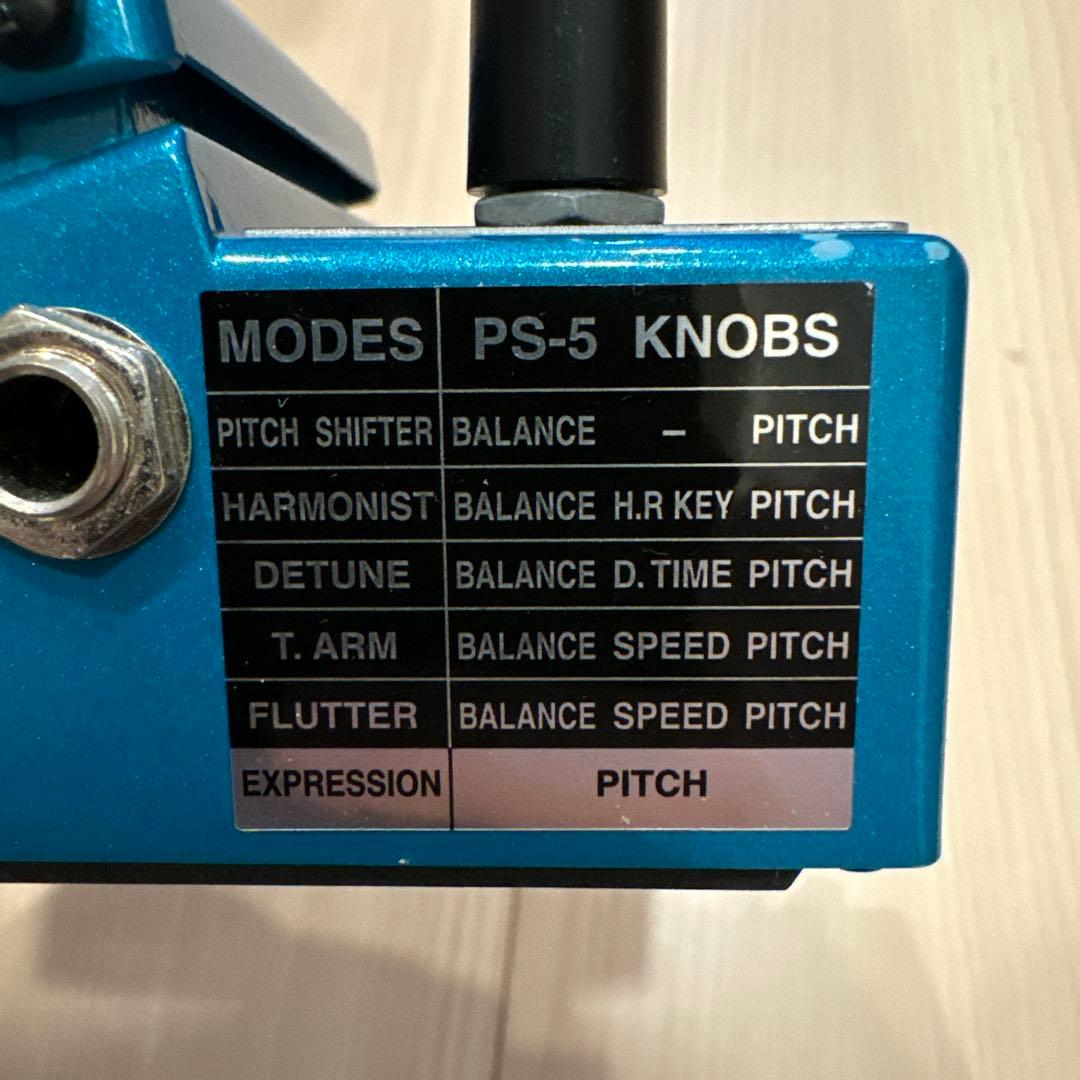 MODES PS-5 KNOBS
PITCH SHIFTER BALANCE – PITCH
HARMONIST BALANCE H.R KEY PITCH
DETUNE BALANCE D. TIME PITCH
T. ARM BALANCE SPEED PITCH
FLUTTER BALANCE SPEED PITCH
EXPRESSION PITCH